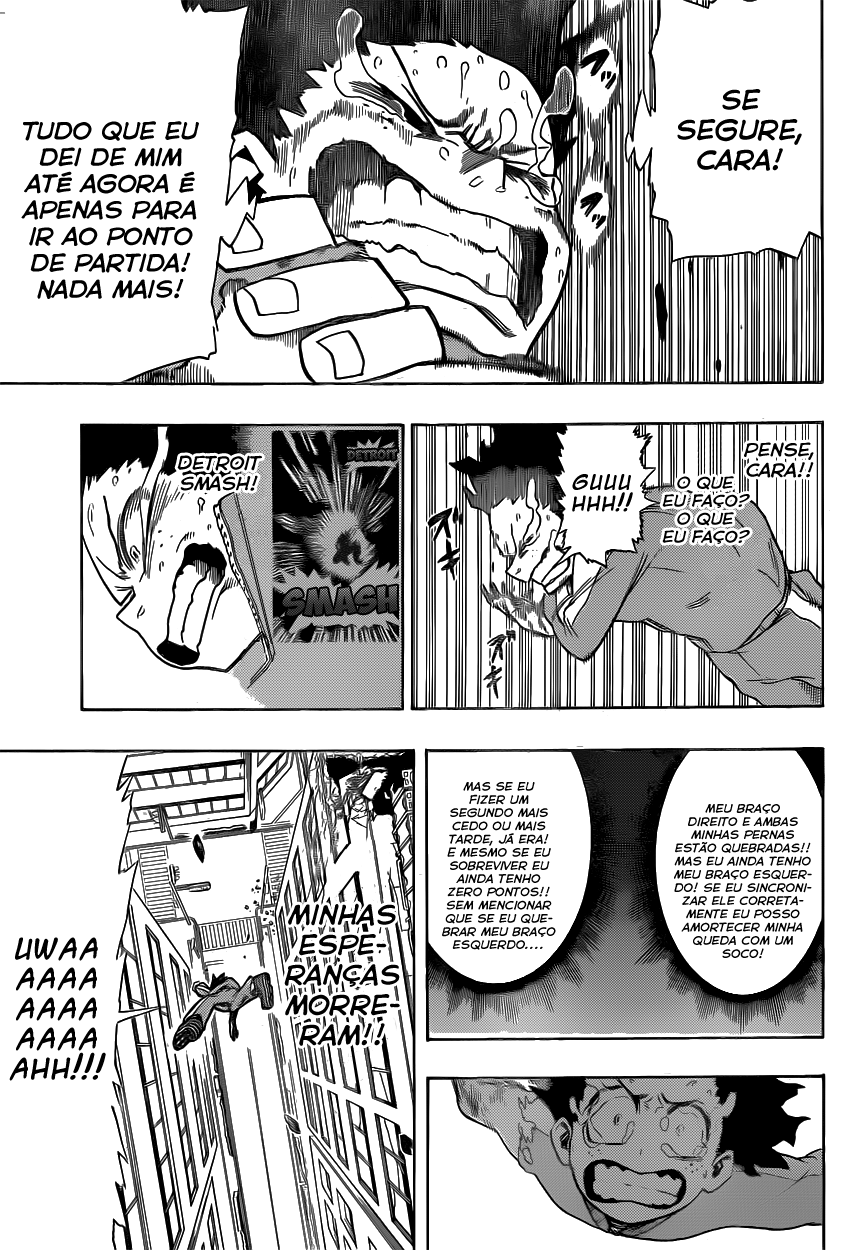 SE
SEGURE,
CARA!
TUDO QUE EU
DEI DE MIM
ATÉ AGORA É
APENAS PARA
IR AO PONTO
DE PARTIDA!
NADA MAIS!
PENSE,
CARA!!
O QUE
EU FAÇO?
O QUE
EU FAÇO?
GUUU
HHH!!
DETROIT
SMASH!
DETROIT
SMASH
MEU BRAÇO
DIREITO E AMBAS
MINHAS PERNAS
ESTÃO QUEBRADAS!!
MAS EU AINDA TENHO
MEU BRAÇO ESQUER-
DO! SE EU SINCRONI-
ZAR ELE CORRETA-
MENTE EU POSSO
AMORTECER MINHA
QUEDA COM UM
SOCO!
MAS SE EU
FIZER UM
SEGUNDO MAIS
CEDO OU MAIS
TARDE, JÁ ERA!
E MESMO SE EU
SOBREVIVER EU
AINDA TENHO
ZERO PONTOS!!
SEM MENCIONAR
QUE SE EU QUE-
BRAR MEU BRAÇO
ESQUERDO....
MINHAS
ESPE-
RANÇAS
MORRE-
RAM!!
UWAA
AAAA
AAAA
AAAA
AHH!!!